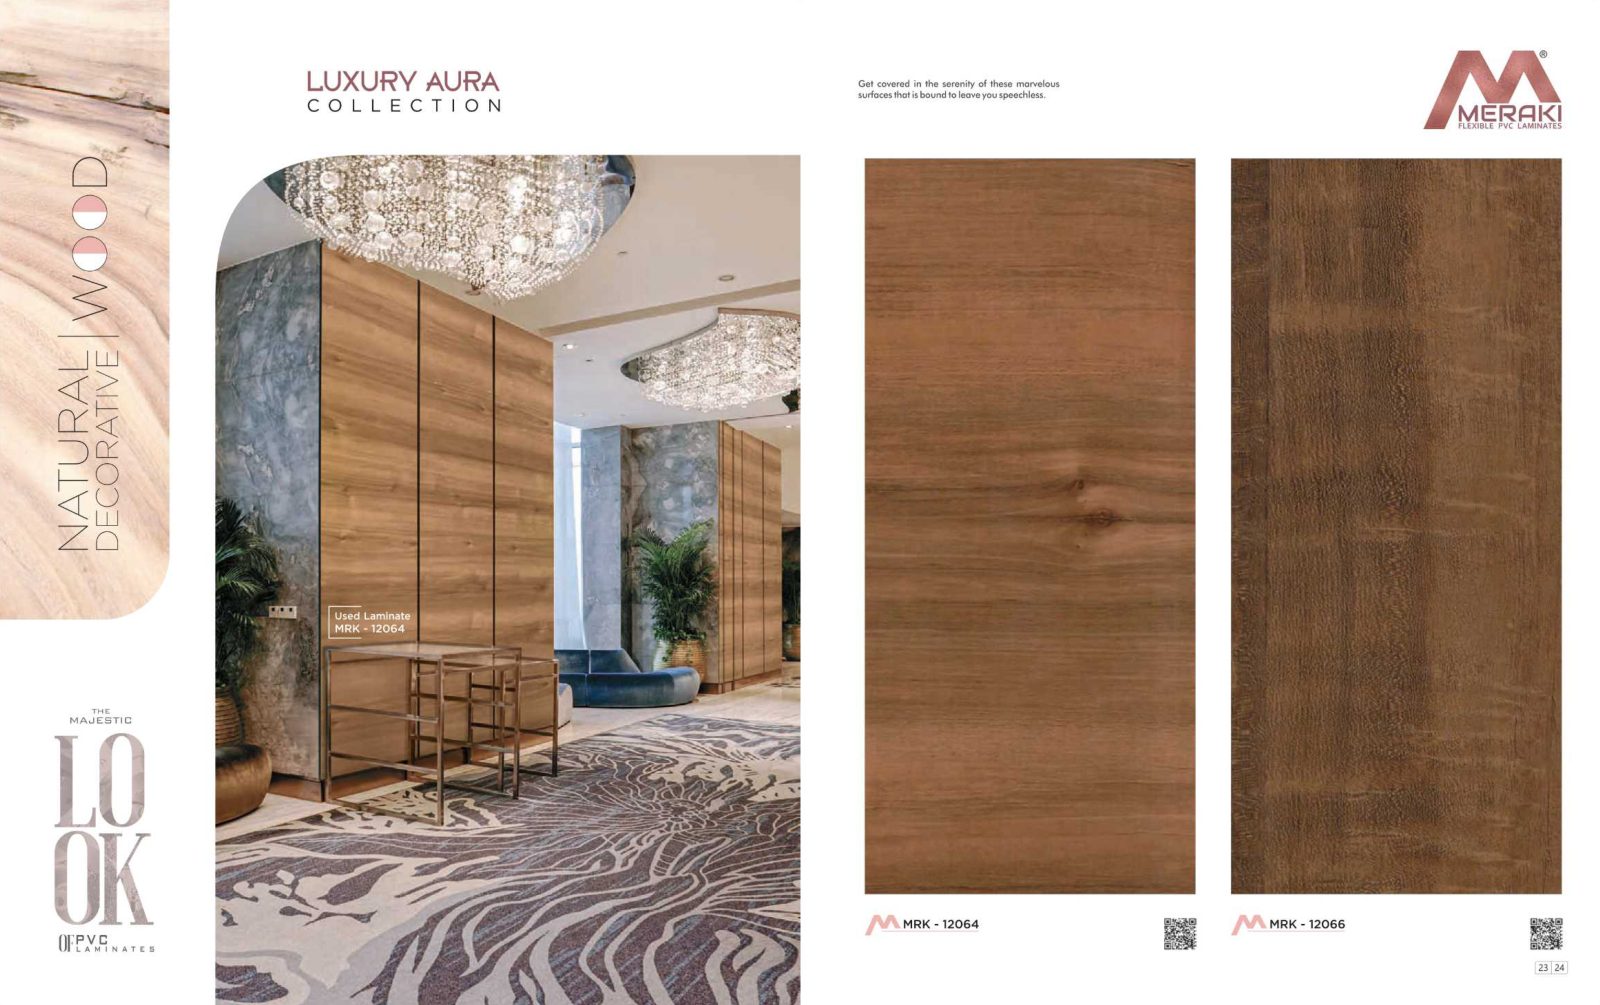 NATURAL
DECORATIVE
WOOD
THE
MAJESTIC
LO
OK
OF PVC
LAMINATES
LUXURY AURA
COLLECTION
Used Laminate
MRK - 12064
Get covered in the serenity of these marvelous
surfaces that is bound to leave you speechless.
®
MERAKI
FLEXIBLE PVC LAMINATES
MRK - 12064
MRK - 12066
23 24